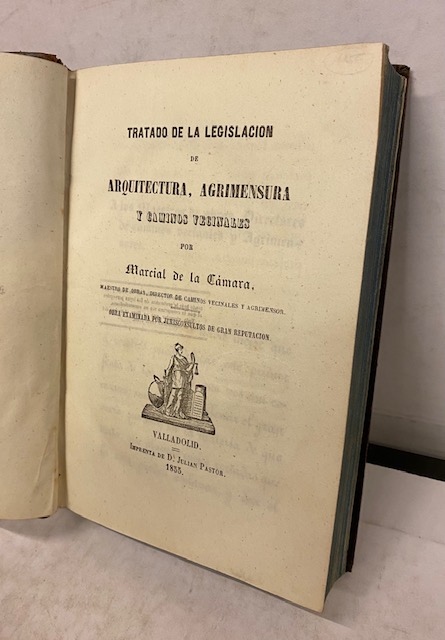 TRATADO DE LA LEGISLACION
DE
ARQUITECTURA, AGRIMENSURA
Y CAMINOS VECINALES
POR
Marcial de la Cámara,
MAESTRO DE OBRAS, DIRECTOR DE CAMINOS VECINALES Y AGRIMENSOR.
OBRA EXAMINADA POR JURISCONSULTOS DE GRAN REPUTACION
VALLADOLID.
IMPRENTA DE D. JULIAN PASTOR.
1855.